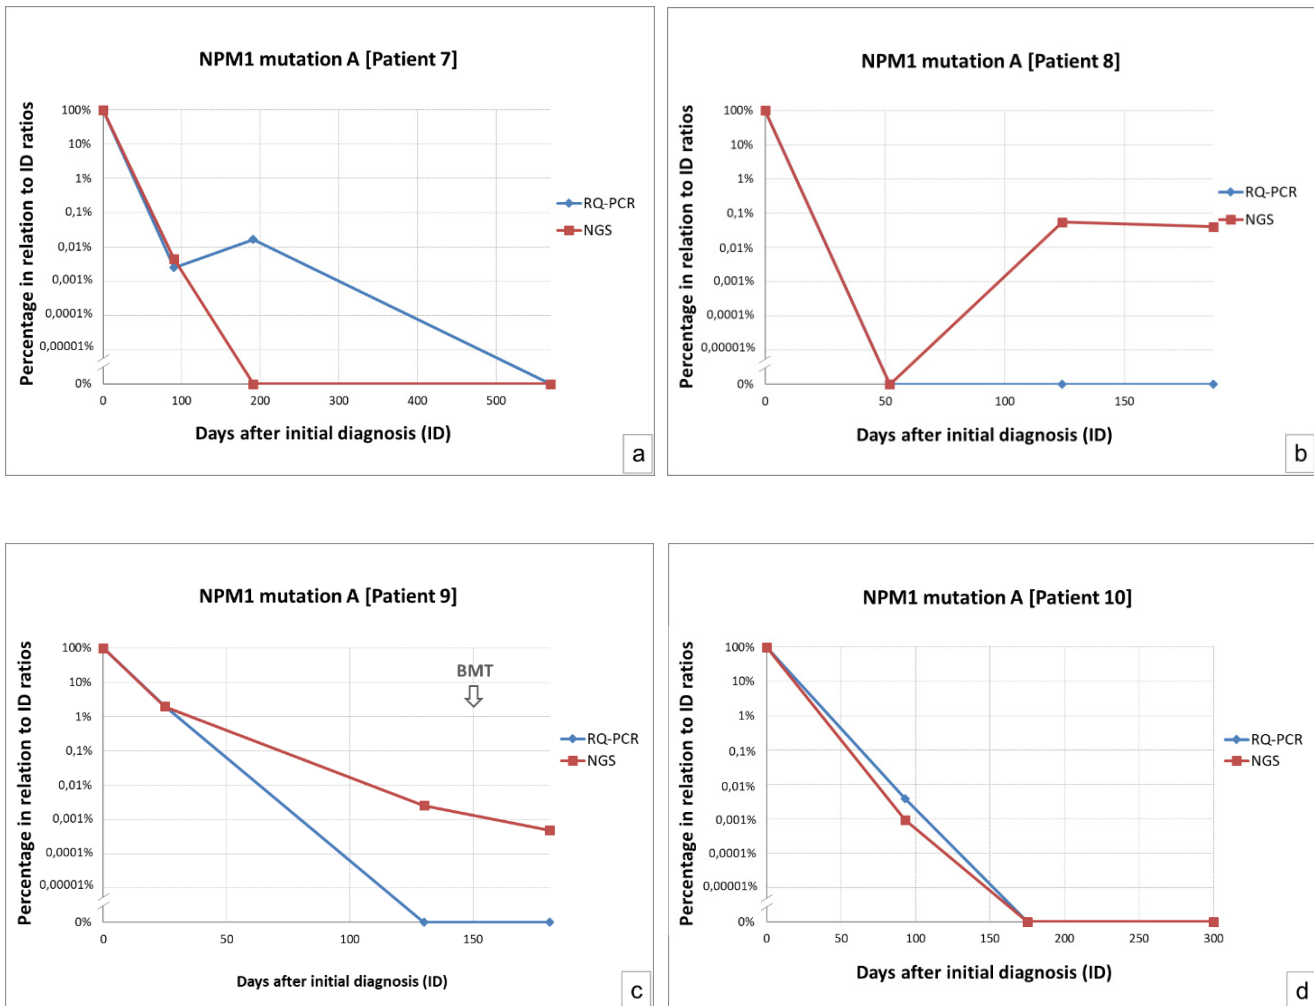 NPM1 mutation A [Patient 7]
Percentage in relation to ID ratios
100%
10%
1%
0,1%
0,01%
0,001%
0,0001%
0,00001%
0%
0 100 200 300 400 500
Days after initial diagnosis (ID)
RQ-PCR
NGS
a
NPM1 mutation A [Patient 8]
Percentage in relation to ID ratios
100%
10%
1%
0,1%
0,01%
0,001%
0,0001%
0,00001%
0%
0 50 100 150
Days after initial diagnosis (ID)
RQ-PCR
NGS
b
NPM1 mutation A [Patient 9]
Percentage in relation to ID ratios
100%
10%
1%
0,1%
0,01%
0,001%
0,0001%
0,00001%
0%
BMT
0 50 100 150
Days after initial diagnosis (ID)
RQ-PCR
NGS
c
NPM1 mutation A [Patient 10]
Percentage in relation to ID ratios
100%
10%
1%
0,1%
0,01%
0,001%
0,0001%
0,00001%
0%
0 50 100 150 200 250 300
Days after initial diagnosis (ID)
RQ-PCR
NGS
d